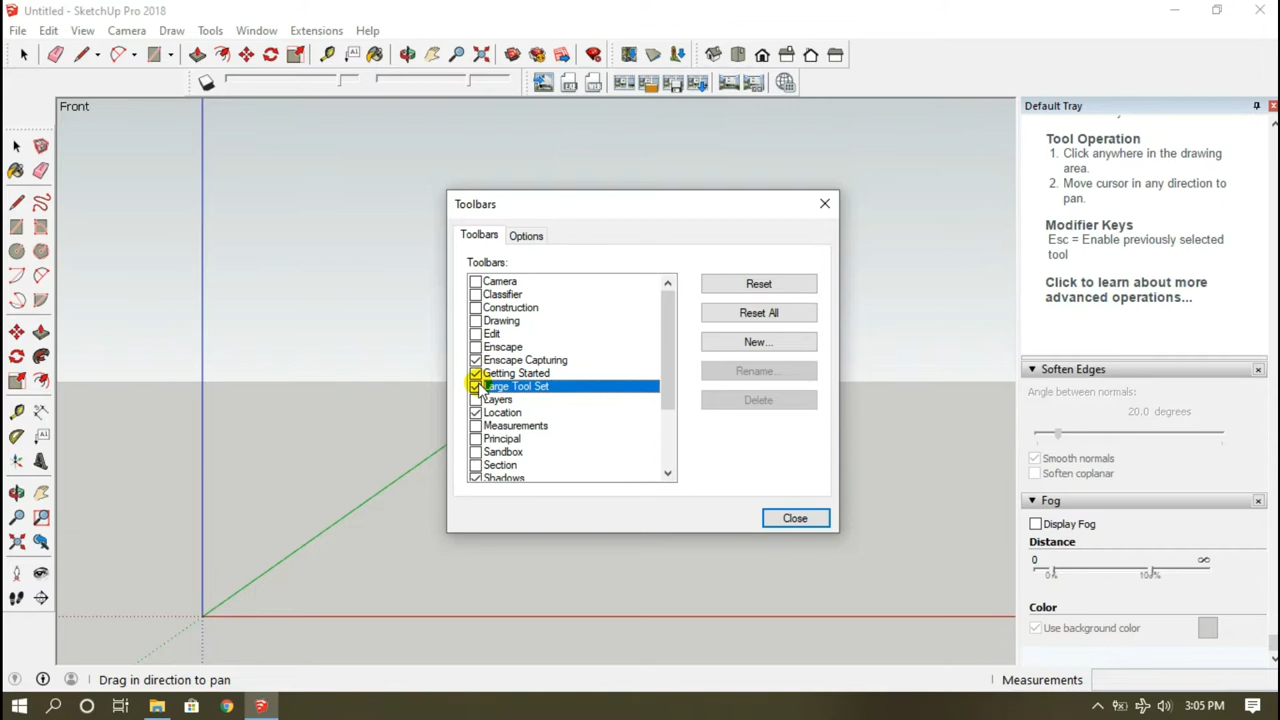 Untitled - SketchUp Pro 2018
File Edit View Camera Draw Tools Window Extensions Help
Front
Default Tray
Tool Operation
1. Click anywhere in the drawing
area.
2. Move cursor in any direction to
pan.
Modifier Keys
Esc = Enable previously selected
tool
Click to learn about more
advanced operations...
Toolbars
Toolbars Options
Toolbars:
Camera
Classifier
Construction
Drawing
Edit
Enscape
Enscape Capturing
Getting Started
Large Tool Set
Layers
Location
Measurements
Principal
Sandbox
Section
Shadows
Reset
Reset All
New...
Rename...
Delete
Close
Soften Edges
Angle between normals:
20.0 degrees
Smooth normals
Soften coplanar
Fog
Display Fog
Distance
0 ∞
0% 100%
Color
Use background color
Drag in direction to pan
Measurements
3:05 PM